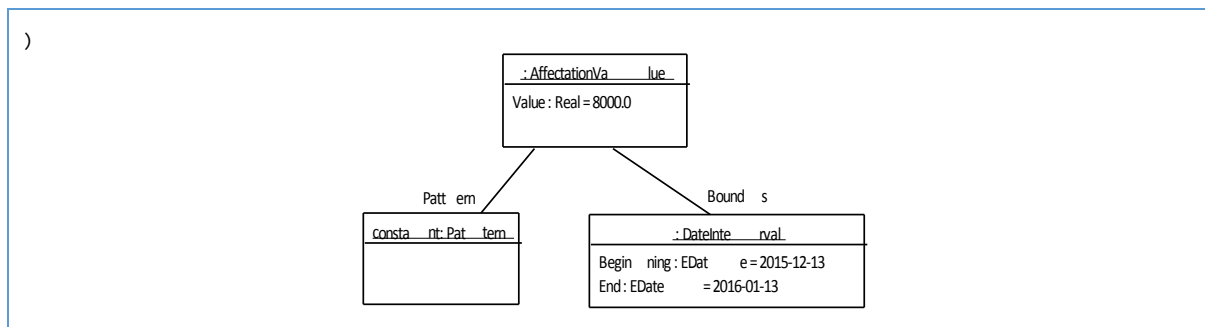 )
: AffectationVa lue
Value : Real = 8000.0
Patt ern
Bound s
consta nt: Pat tern
: DateInte rval
Begin ning : EDat e = 2015-12-13
End : EDate = 2016-01-13